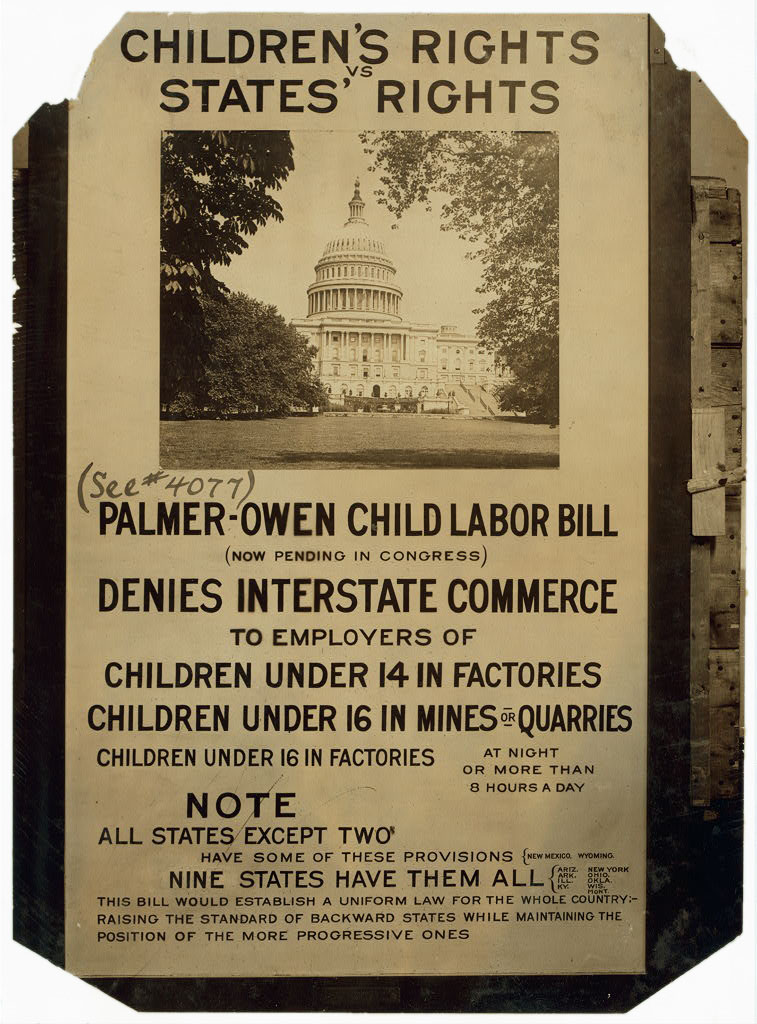 CHILDREN'S RIGHTS
VS
STATES' RIGHTS
(See #4077)
PALMER-OWEN CHILD LABOR BILL
(NOW PENDING IN CONGRESS)
DENIES INTERSTATE COMMERCE
TO EMPLOYERS OF
CHILDREN UNDER 14 IN FACTORIES
CHILDREN UNDER 16 IN MINES OR QUARRIES
CHILDREN UNDER 16 IN FACTORIES
AT NIGHT
OR MORE THAN
8 HOURS A DAY
NOTE
ALL STATES EXCEPT TWO
HAVE SOME OF THESE PROVISIONS {NEW MEXICO. WYOMING.
NINE STATES HAVE THEM ALL {
ARIZ. NEW YORK
ARK. OHIO.
ILL. OKLA.
KY. WIS.
MONT.
THIS BILL WOULD ESTABLISH A UNIFORM LAW FOR THE WHOLE COUNTRY:-
RAISING THE STANDARD OF BACKWARD STATES WHILE MAINTAINING THE
POSITION OF THE MORE PROGRESSIVE ONES